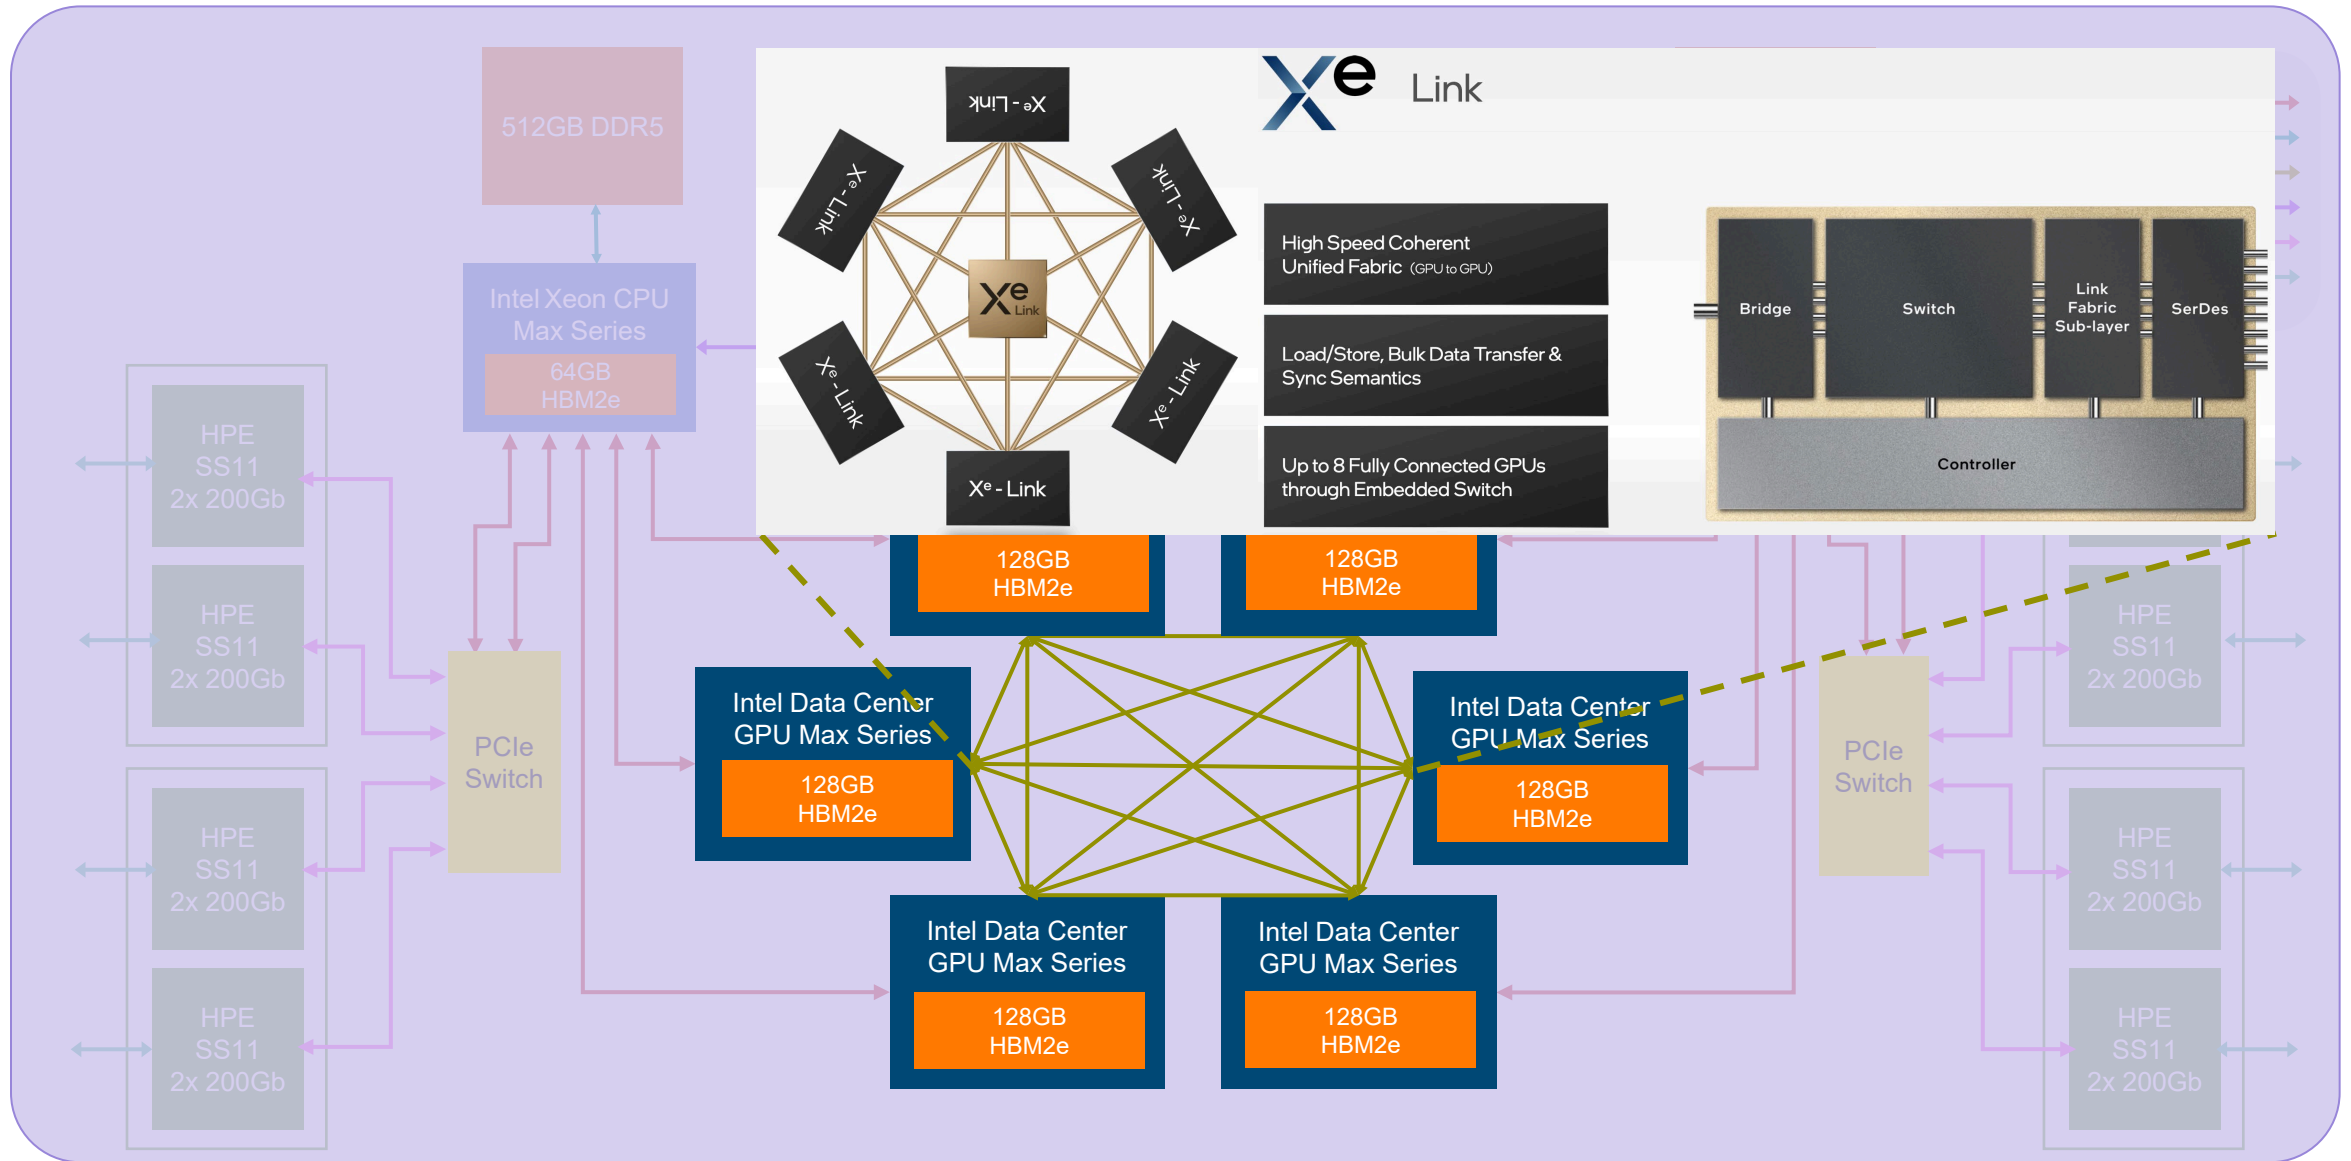 512GB DDR5
Intel Xeon CPU
Max Series
64GB
HBM2e
HPE
SS11
2x 200Gb
HPE
SS11
2x 200Gb
HPE
SS11
2x 200Gb
HPE
SS11
2x 200Gb
PCIe
Switch
Xe - Link
Xe - Link
Xe - Link
Xe
Link
Xe - Link
Xe - Link
Xe - Link
Xe Link
High Speed Coherent
Unified Fabric (GPU to GPU)
Load/Store, Bulk Data Transfer &
Sync Semantics
Up to 8 Fully Connected GPUs
through Embedded Switch
Bridge
Switch
Link
Fabric
Sub-layer
SerDes
Controller
128GB
HBM2e
128GB
HBM2e
Intel Data Center
GPU Max Series
128GB
HBM2e
Intel Data Center
GPU Max Series
128GB
HBM2e
Intel Data Center
GPU Max Series
128GB
HBM2e
Intel Data Center
GPU Max Series
128GB
HBM2e
PCIe
Switch
HPE
SS11
2x 200Gb
HPE
SS11
2x 200Gb
HPE
SS11
2x 200Gb